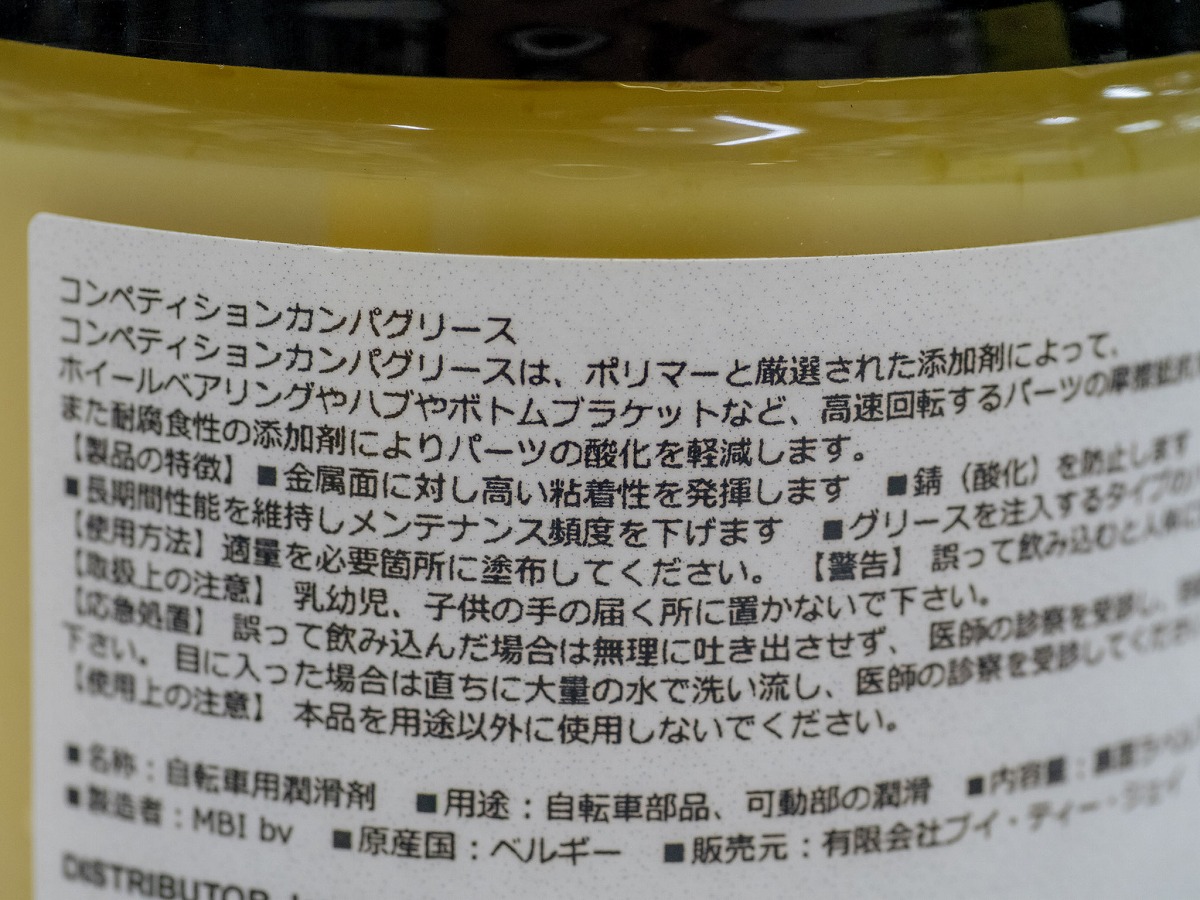 コンペティションカンパグリース
コンペティションカンパグリースは、ポリマーと厳選された添加剤によって、
ホイールベアリングやハブやボトムブラケットなど、高速回転するパーツの摩擦抵抗
また耐腐食性の添加剤によりパーツの酸化を軽減します。
【製品の特徴】■金属面に対し高い粘着性を発揮します ■錆（酸化）を防止します
■長期間性能を維持しメンテナンス頻度を下げます ■グリースを注入するタイプの
【使用方法】適量を必要箇所に塗布してください。【警告】誤って飲み込むと人体に
【取扱上の注意】乳幼児、子供の手の届く所に置かないで下さい。
【応急処置】誤って飲み込んだ場合は無理に吐き出させず、医師の診察を受診し、
下さい。目に入った場合は直ちに大量の水で洗い流し、医師の診察を受診してくださ
【使用上の注意】本品を用途以外に使用しないでください。
■名称：自転車用潤滑剤 ■用途：自転車部品、可動部の潤滑 ■内容量：
■製造者：MBI bv ■原産国：ベルギー ■販売元：有限会社ブイ・ティー・ジェイ
DISTRIBUTOR